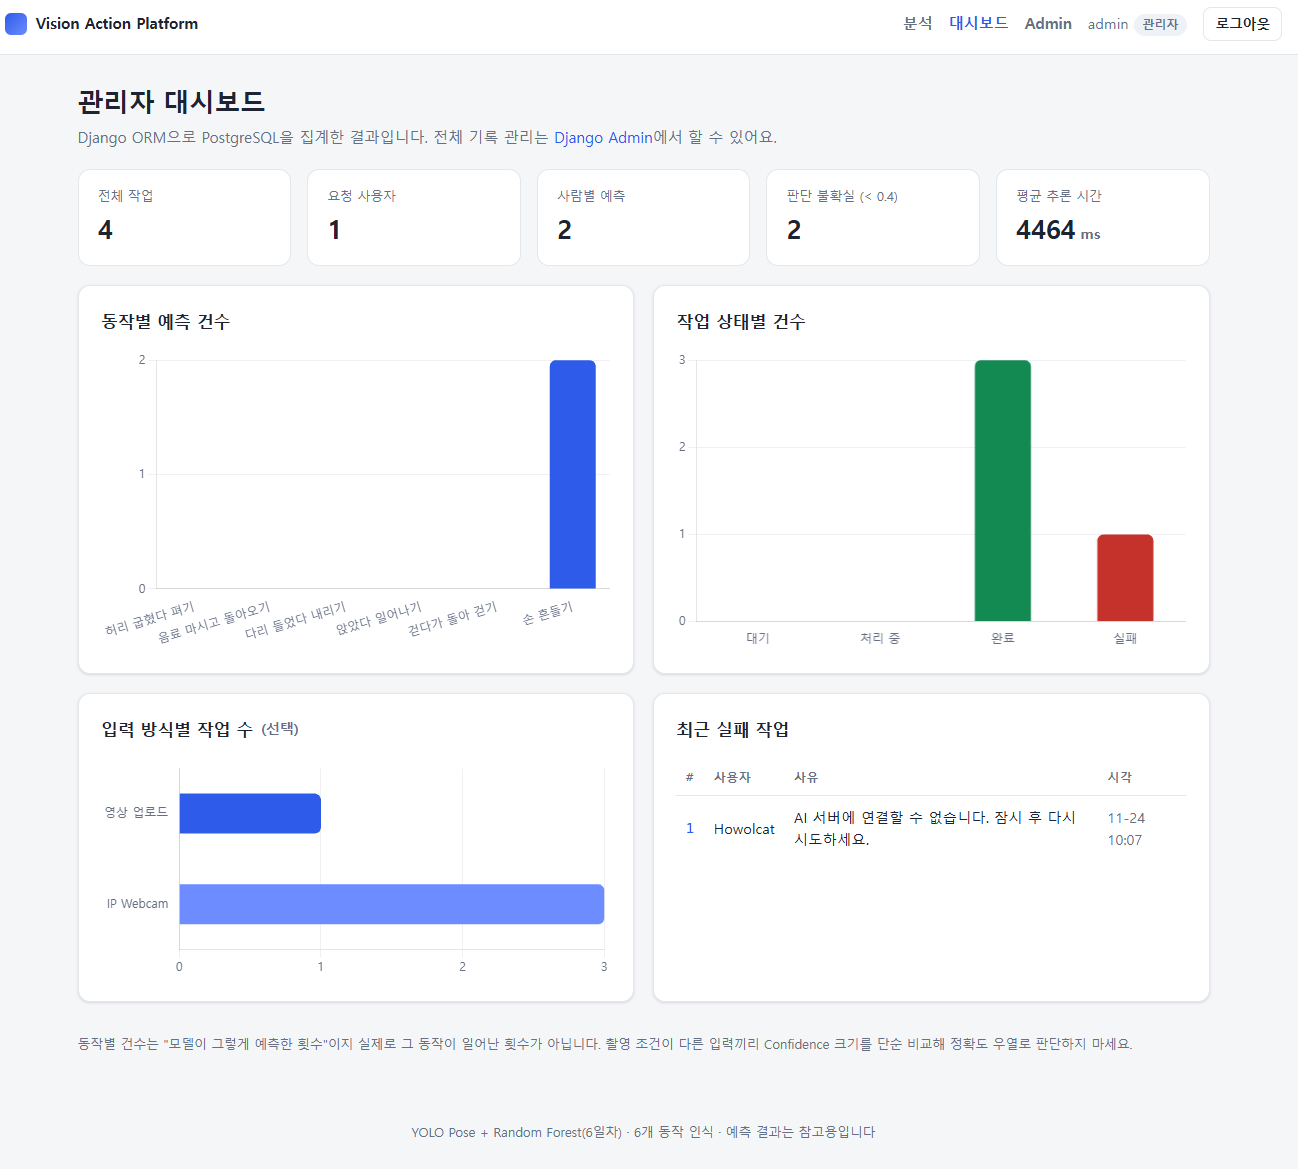 Vision Action Platform
분석 대시보드 Admin admin 관리자 로그아웃
관리자 대시보드
Django ORM으로 PostgreSQL을 집계한 결과입니다. 전체 기록 관리는 Django Admin에서 할 수 있어요.
전체 작업
4
요청 사용자
1
사람별 예측
2
판단 불확실 (< 0.4)
2
평균 추론 시간
4464 ms
동작별 예측 건수
2
1
0
허리 굽혔다 펴기
음료 마시고 돌아오기
다리 들었다 내리기
앉았다 일어나기
걷다가 돌아 걷기
손 흔들기
작업 상태별 건수
3
2
1
0
대기
처리 중
완료
실패
입력 방식별 작업 수 (선택)
영상 업로드
IP Webcam
0 1 2 3
최근 실패 작업
# 사용자 사유 시각
1 Howolcat AI 서버에 연결할 수 없습니다. 잠시 후 다시 시도하세요. 11-24 10:07
동작별 건수는 "모델이 그렇게 예측한 횟수"이지 실제로 그 동작이 일어난 횟수가 아닙니다. 촬영 조건이 다른 입력끼리 Confidence 크기를 단순 비교해 정확도 우열로 판단하지 마세요.
YOLO Pose + Random Forest(6일차) · 6개 동작 인식 · 예측 결과는 참고용입니다